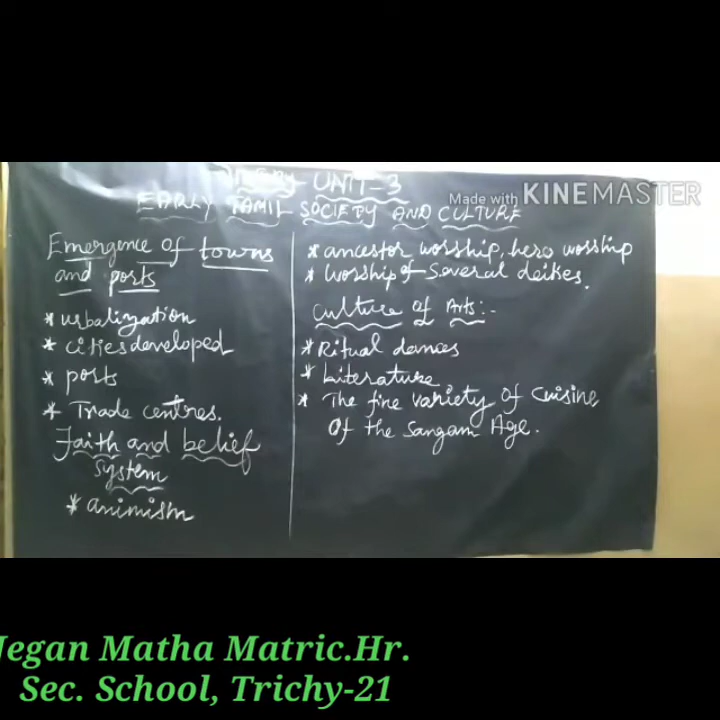 UNIT-3
Made with KINEMASTER
EARLY TAMIL SOCIETY AND CULTURE
Emergence of towns
and ports
* urbalization
* cities developed
* ports
* Trade centres.
Faith and belief
system
* animism
* ancestor worship, hero worship
* worship of several deities.
Culture of Arts:-
* Ritual dances
* Literature
* The fine variety of Cuisine
of the Sangam Age.
Jegan Matha Matric.Hr.
Sec. School, Trichy-21